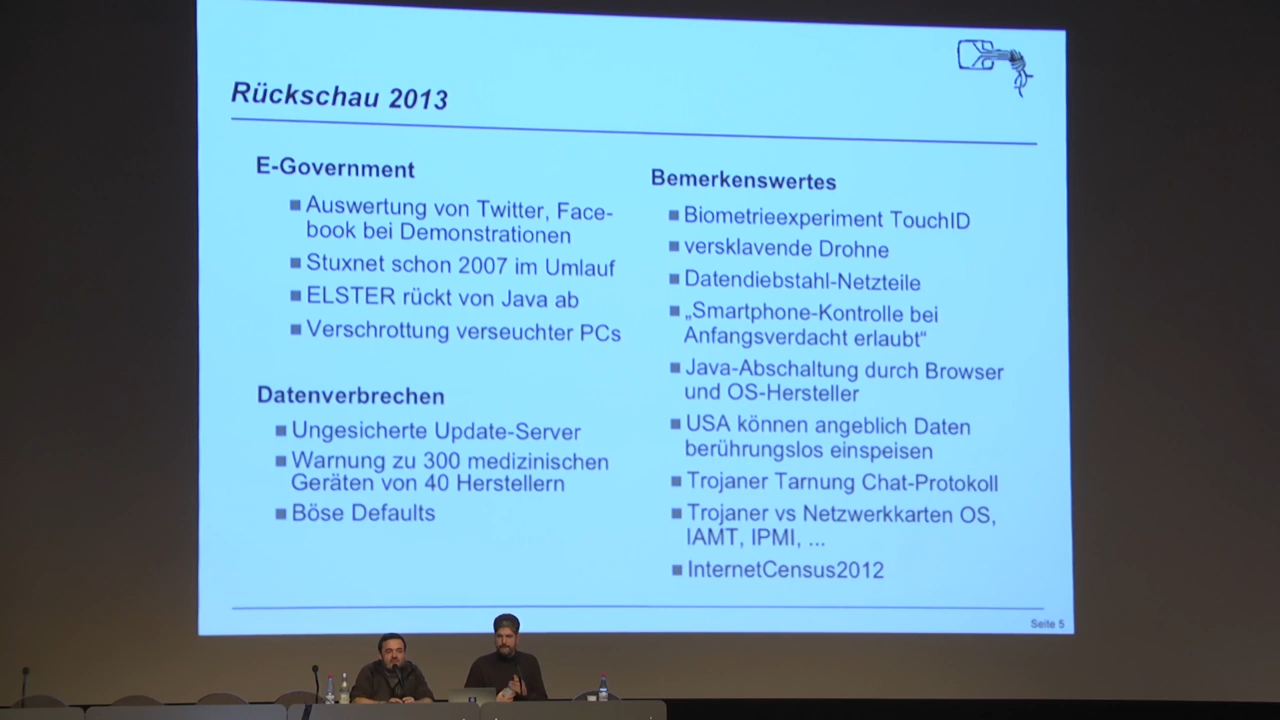 Rückschau 2013
E-Government
Auswertung von Twitter, Face-
book bei Demonstrationen
Stuxnet schon 2007 im Umlauf
ELSTER rückt von Java ab
Verschrottung verseuchter PCs
Datenverbrechen
Ungesicherte Update-Server
Warnung zu 300 medizinischen
Geräten von 40 Herstellern
Böse Defaults
Bemerkenswertes
Biometrieexperiment TouchID
versklavende Drohne
Datendiebstahl-Netzteile
„Smartphone-Kontrolle bei
Anfangsverdacht erlaubt“
Java-Abschaltung durch Browser
und OS-Hersteller
USA können angeblich Daten
berührungslos einspeisen
Trojaner Tarnung Chat-Protokoll
Trojaner vs Netzwerkkarten OS,
IAMT, IPMI, ...
InternetCensus2012
Seite 5